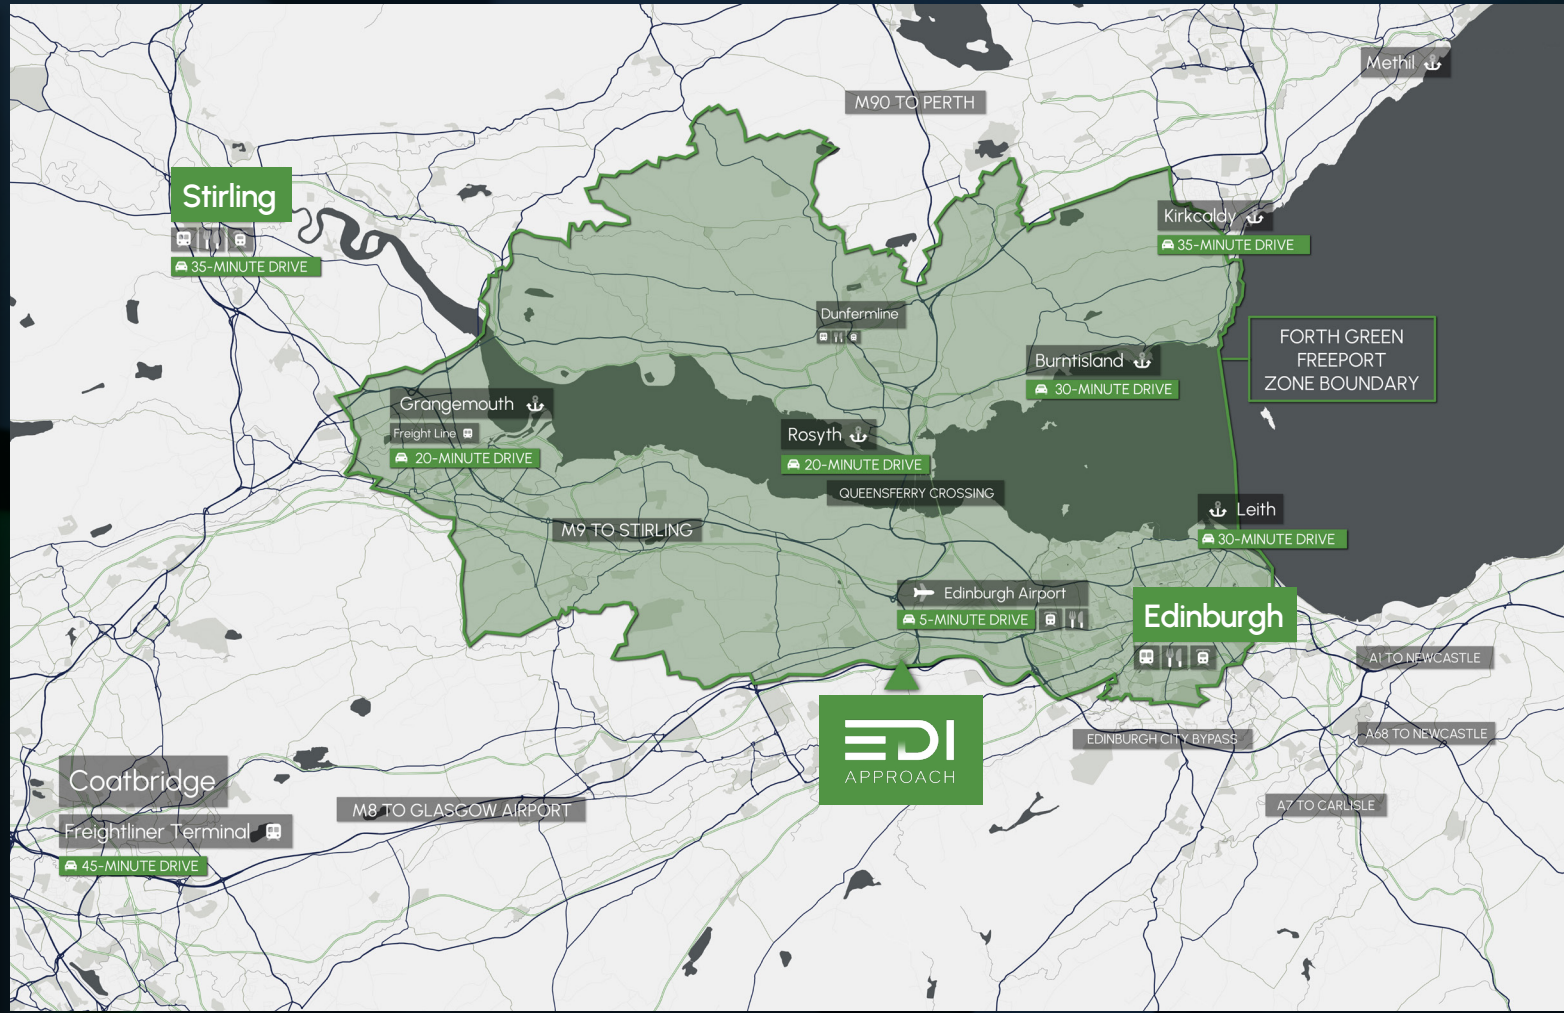 Methil
M90 TO PERTH
Stirling
35-MINUTE DRIVE
Kirkcaldy
35-MINUTE DRIVE
Dunfermline
FORTH GREEN
FREEPORT
ZONE BOUNDARY
Burntisland
30-MINUTE DRIVE
Grangemouth
Freight Line
20-MINUTE DRIVE
Rosyth
20-MINUTE DRIVE
QUEENSFERRY CROSSING
Leith
30-MINUTE DRIVE
M9 TO STIRLING
Edinburgh Airport
5-MINUTE DRIVE
Edinburgh
A1 TO NEWCASTLE
EDI
APPROACH
EDINBURGH CITY BYPASS
A68 TO NEWCASTLE
A7 TO CARLISLE
Coatbridge
Freightliner Terminal
45-MINUTE DRIVE
M8 TO GLASGOW AIRPORT